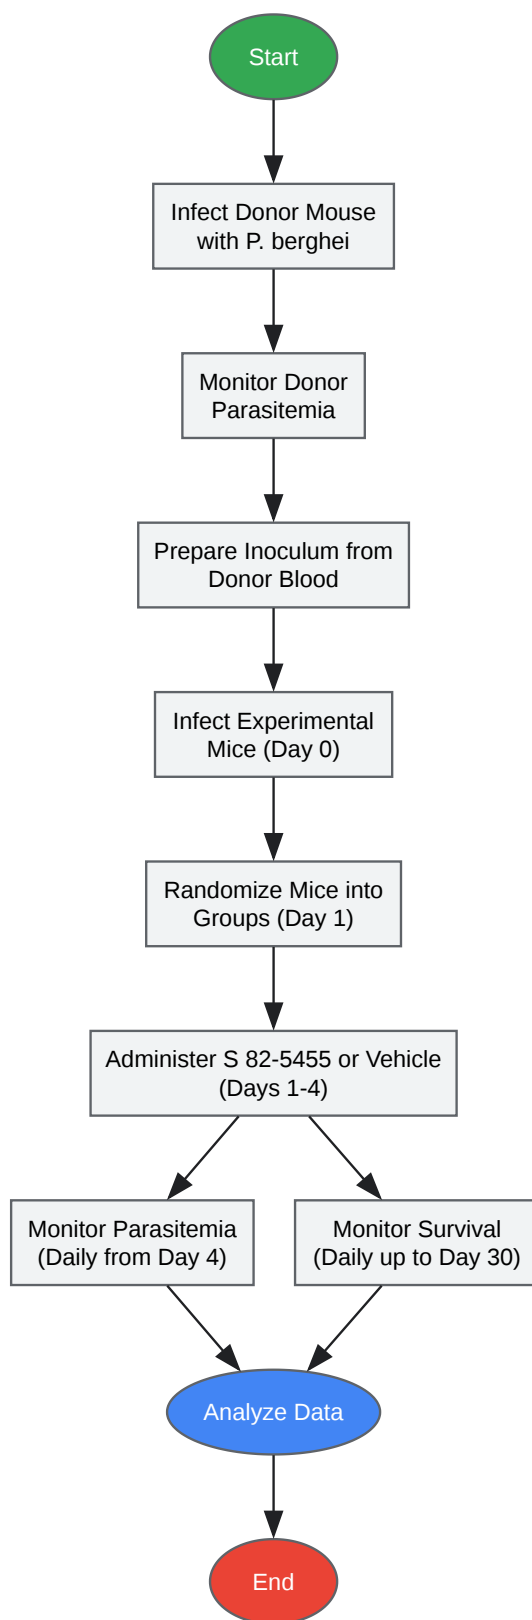 Start
Infect Donor Mouse
with P. berghei
Monitor Donor
Parasitemia
Prepare Inoculum from
Donor Blood
Infect Experimental
Mice (Day 0)
Randomize Mice into
Groups (Day 1)
Administer S 82-5455 or Vehicle
(Days 1-4)
Monitor Parasitemia
(Daily from Day 4)
Monitor Survival
(Daily up to Day 30)
Analyze Data
End